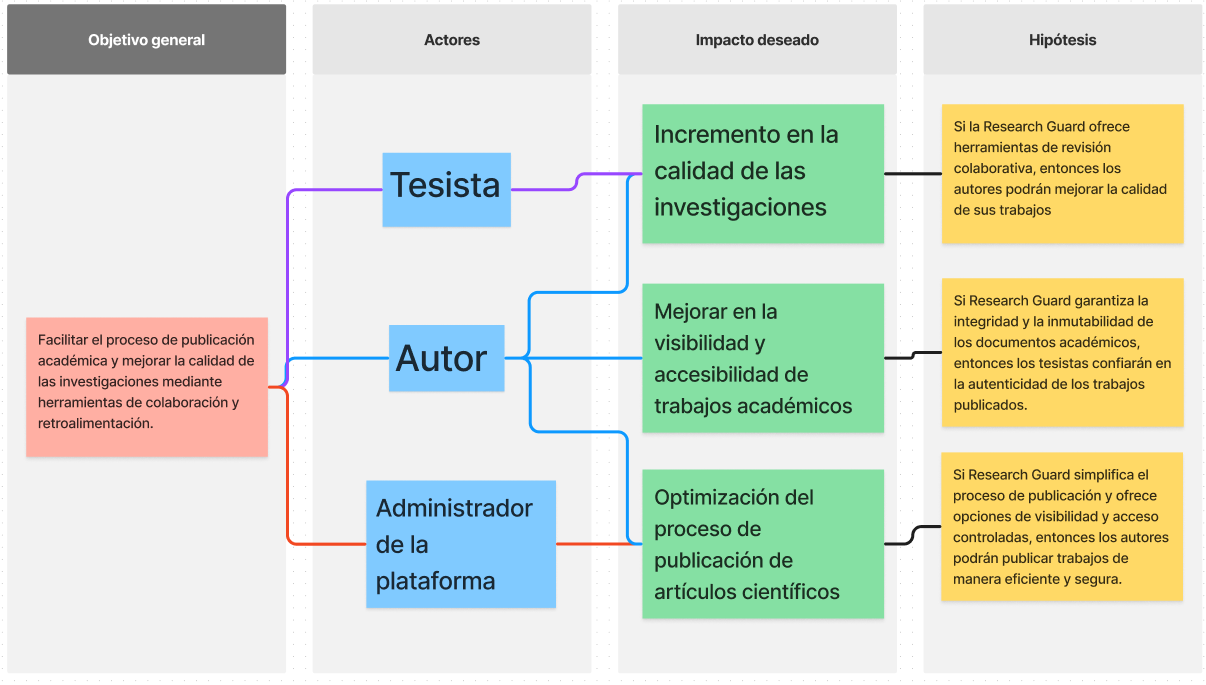 Objetivo general
Actores
Impacto deseado
Hipótesis
Facilitar el proceso de publicación
académica y mejorar la calidad de
las investigaciones mediante
herramientas de colaboración y
retroalimentación.
Tesista
Autor
Administrador
de la
plataforma
Incremento en la
calidad de las
investigaciones
Mejorar en la
visibilidad y
accesibilidad de
trabajos académicos
Optimización del
proceso de
publicación de
artículos científicos
Si la Research Guard ofrece
herramientas de revisión
colaborativa, entonces los
autores podrán mejorar la calidad
de sus trabajos
Si Research Guard garantiza la
integridad y la inmutabilidad de
los documentos académicos,
entonces los tesistas confiarán en
la autenticidad de los trabajos
publicados.
Si Research Guard simplifica el
proceso de publicación y ofrece
opciones de visibilidad y acceso
controladas, entonces los autores
podrán publicar trabajos de
manera eficiente y segura.